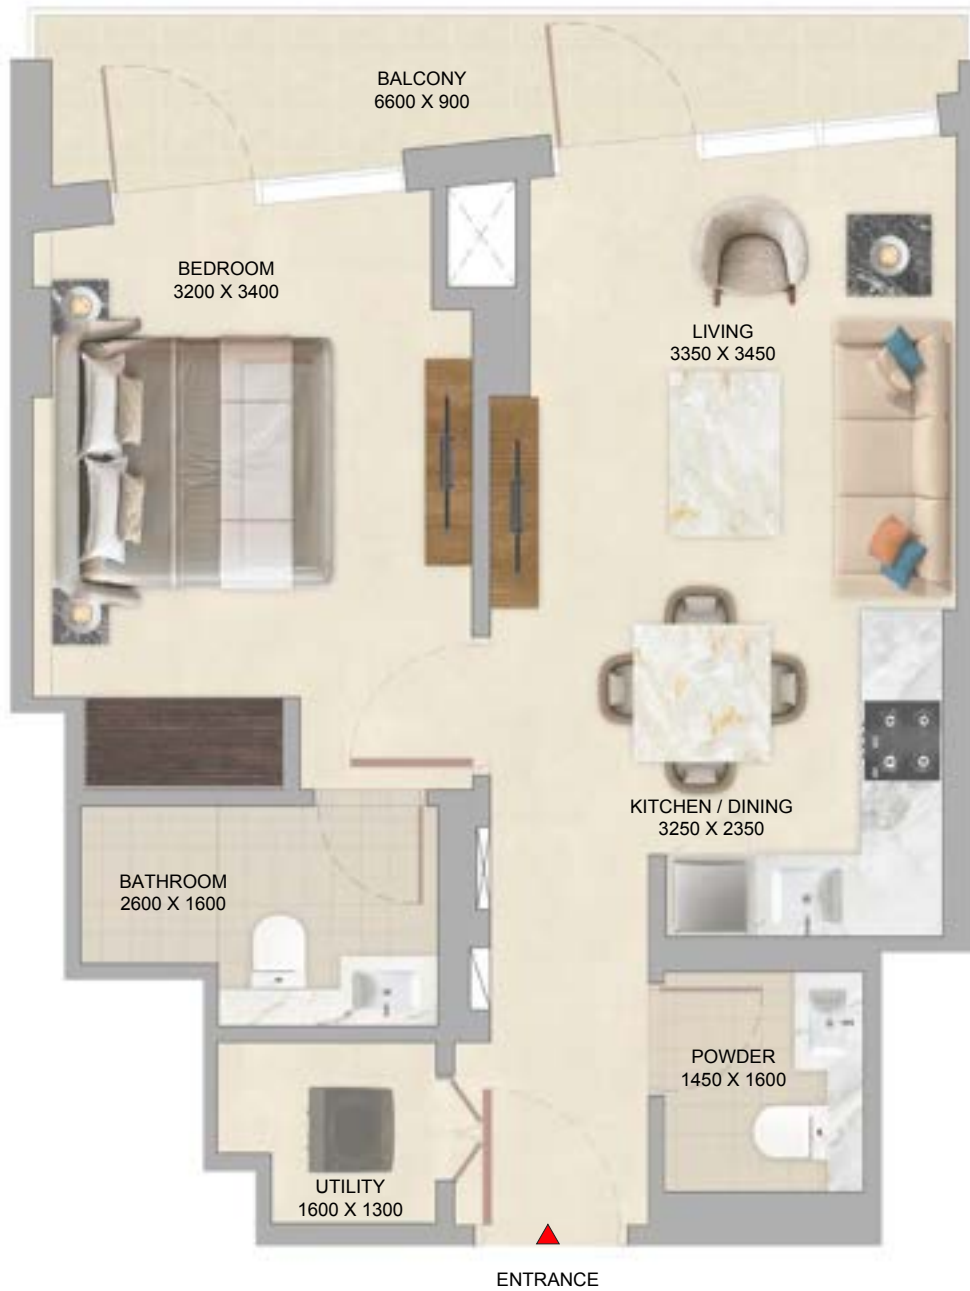 BALCONY
6600 X 900
BEDROOM
3200 X 3400
LIVING
3350 X 3450
KITCHEN / DINING
3250 X 2350
BATHROOM
2600 X 1600
POWDER
1450 X 1600
UTILITY
1600 X 1300
ENTRANCE